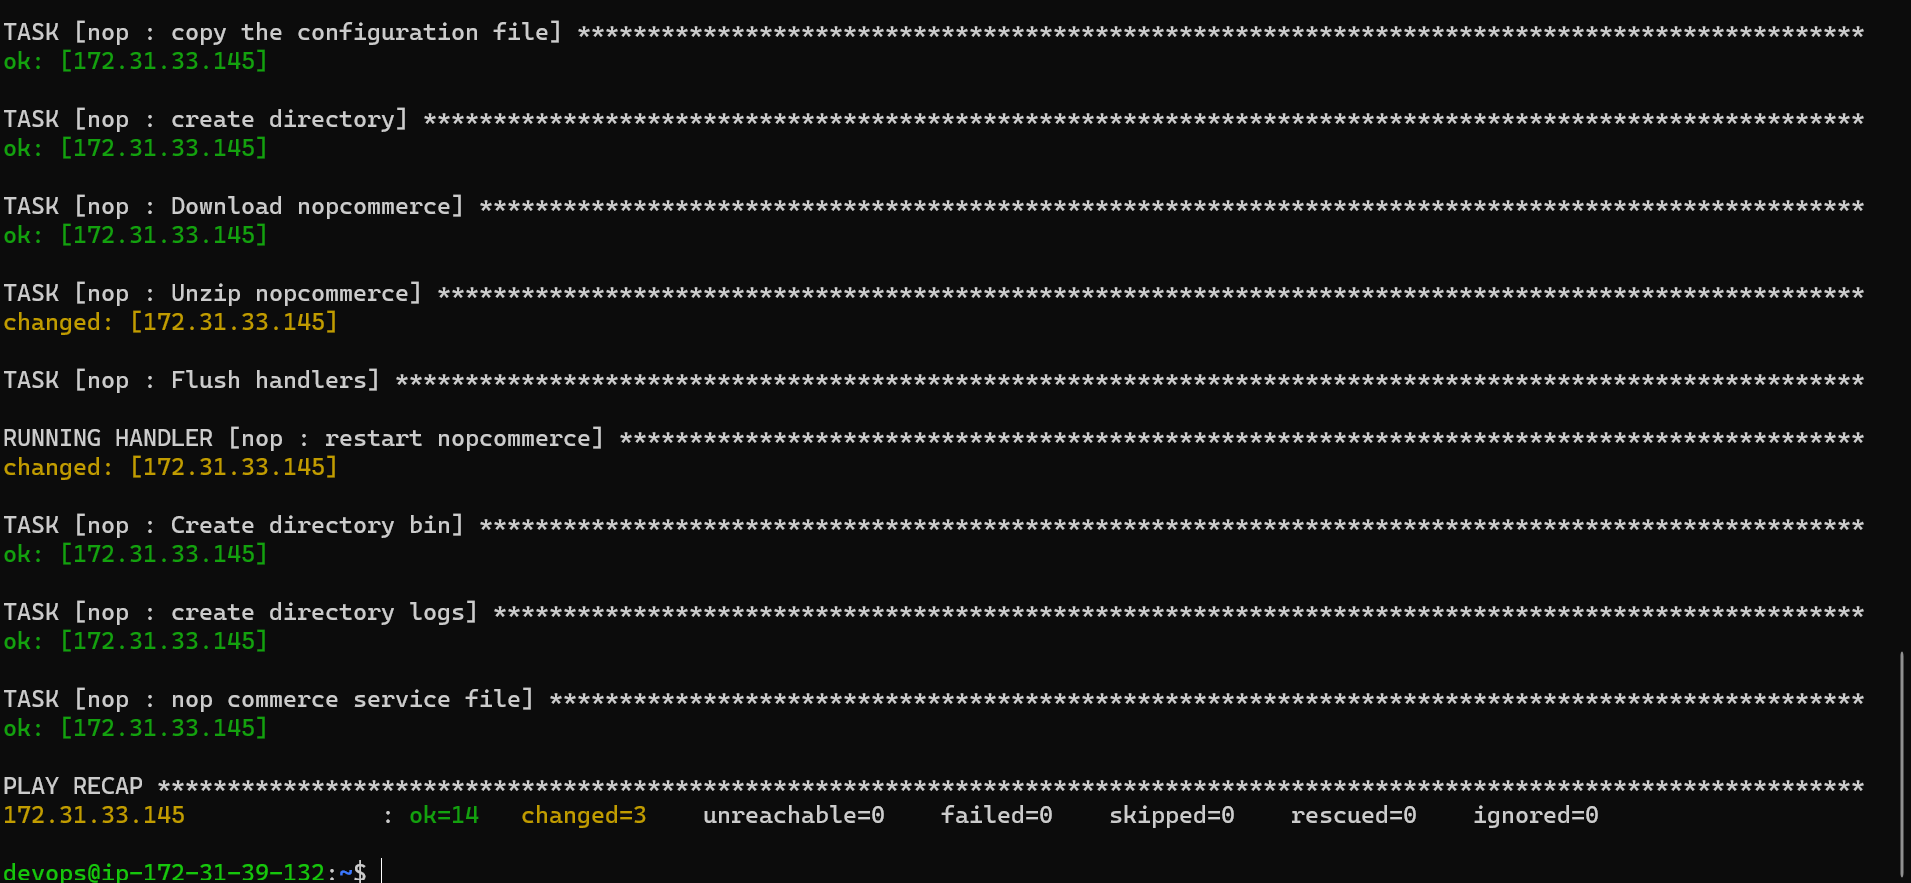 TASK [nop : copy the configuration file] ********************************************************************************************
ok: [172.31.33.145]
TASK [nop : create directory] *******************************************************************************************************
ok: [172.31.33.145]
TASK [nop : Download nopcommerce] ***************************************************************************************************
ok: [172.31.33.145]
TASK [nop : Unzip nopcommerce] ******************************************************************************************************
changed: [172.31.33.145]
TASK [nop : Flush handlers] *********************************************************************************************************
RUNNING HANDLER [nop : restart nopcommerce] *****************************************************************************************
changed: [172.31.33.145]
TASK [nop : Create directory bin] ***************************************************************************************************
ok: [172.31.33.145]
TASK [nop : create directory logs] **************************************************************************************************
ok: [172.31.33.145]
TASK [nop : nop commerce service file] **********************************************************************************************
ok: [172.31.33.145]
PLAY RECAP **************************************************************************************************************************
172.31.33.145              : ok=14   changed=3    unreachable=0    failed=0    skipped=0    rescued=0    ignored=0
devops@ip-172-31-39-132:~$